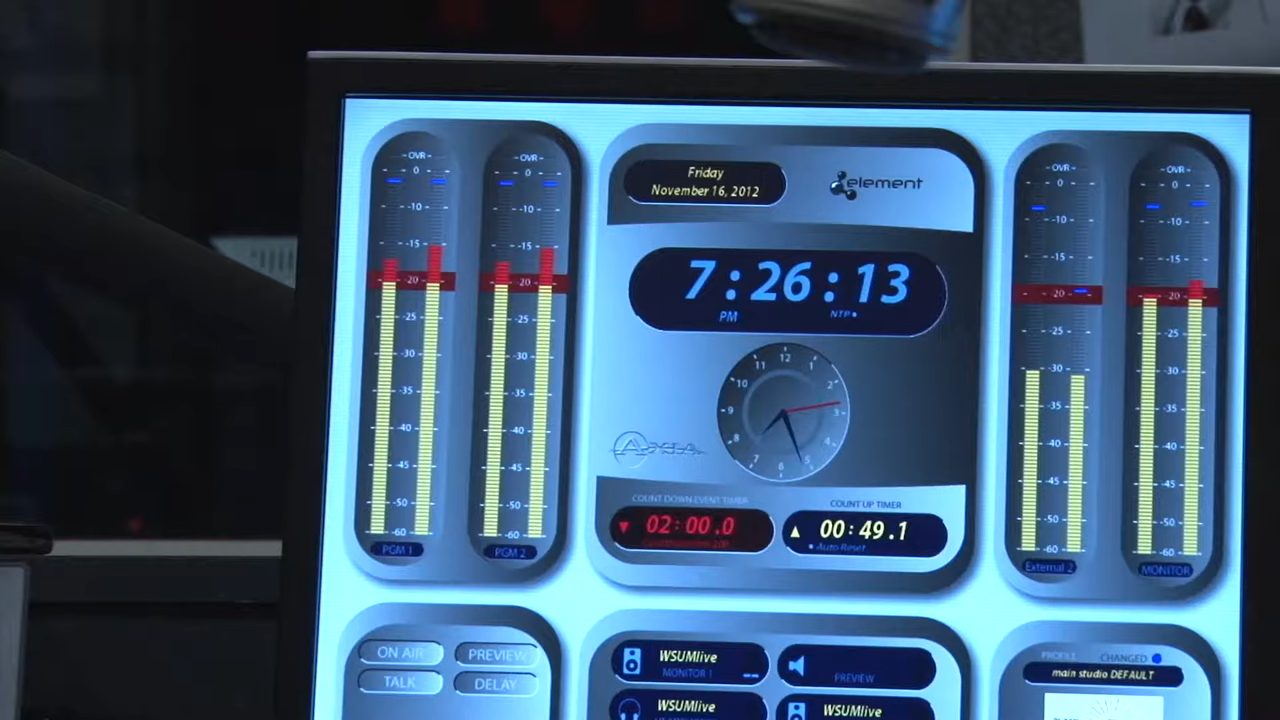 OVR
0
-10
-15
-20
-25
-30
-35
-40
-45
-50
-60
PGM 1
OVR
0
-10
-15
-20
-25
-30
-35
-40
-45
-50
-60
PGM 2
Friday
November 16, 2012
element
7:26:13
PM
NTP
12
1
2
3
4
5
6
7
8
9
10
11
AXIA
COUNT DOWN EVENT TIMER
02:00.0
COUNT UP TIMER
00:49.1
Auto Reset
OVR
0
-10
-15
-20
-25
-30
-35
-40
-45
-50
-60
External 2
OVR
0
-10
-15
-20
-25
-30
-35
-40
-45
-50
-60
MONITOR
ON AIR
PREVIEW
TALK
DELAY
WSUMlive
MONITOR 1
PREVIEW
WSUMlive
WSUMlive
CHANGED
main studio DEFAULT